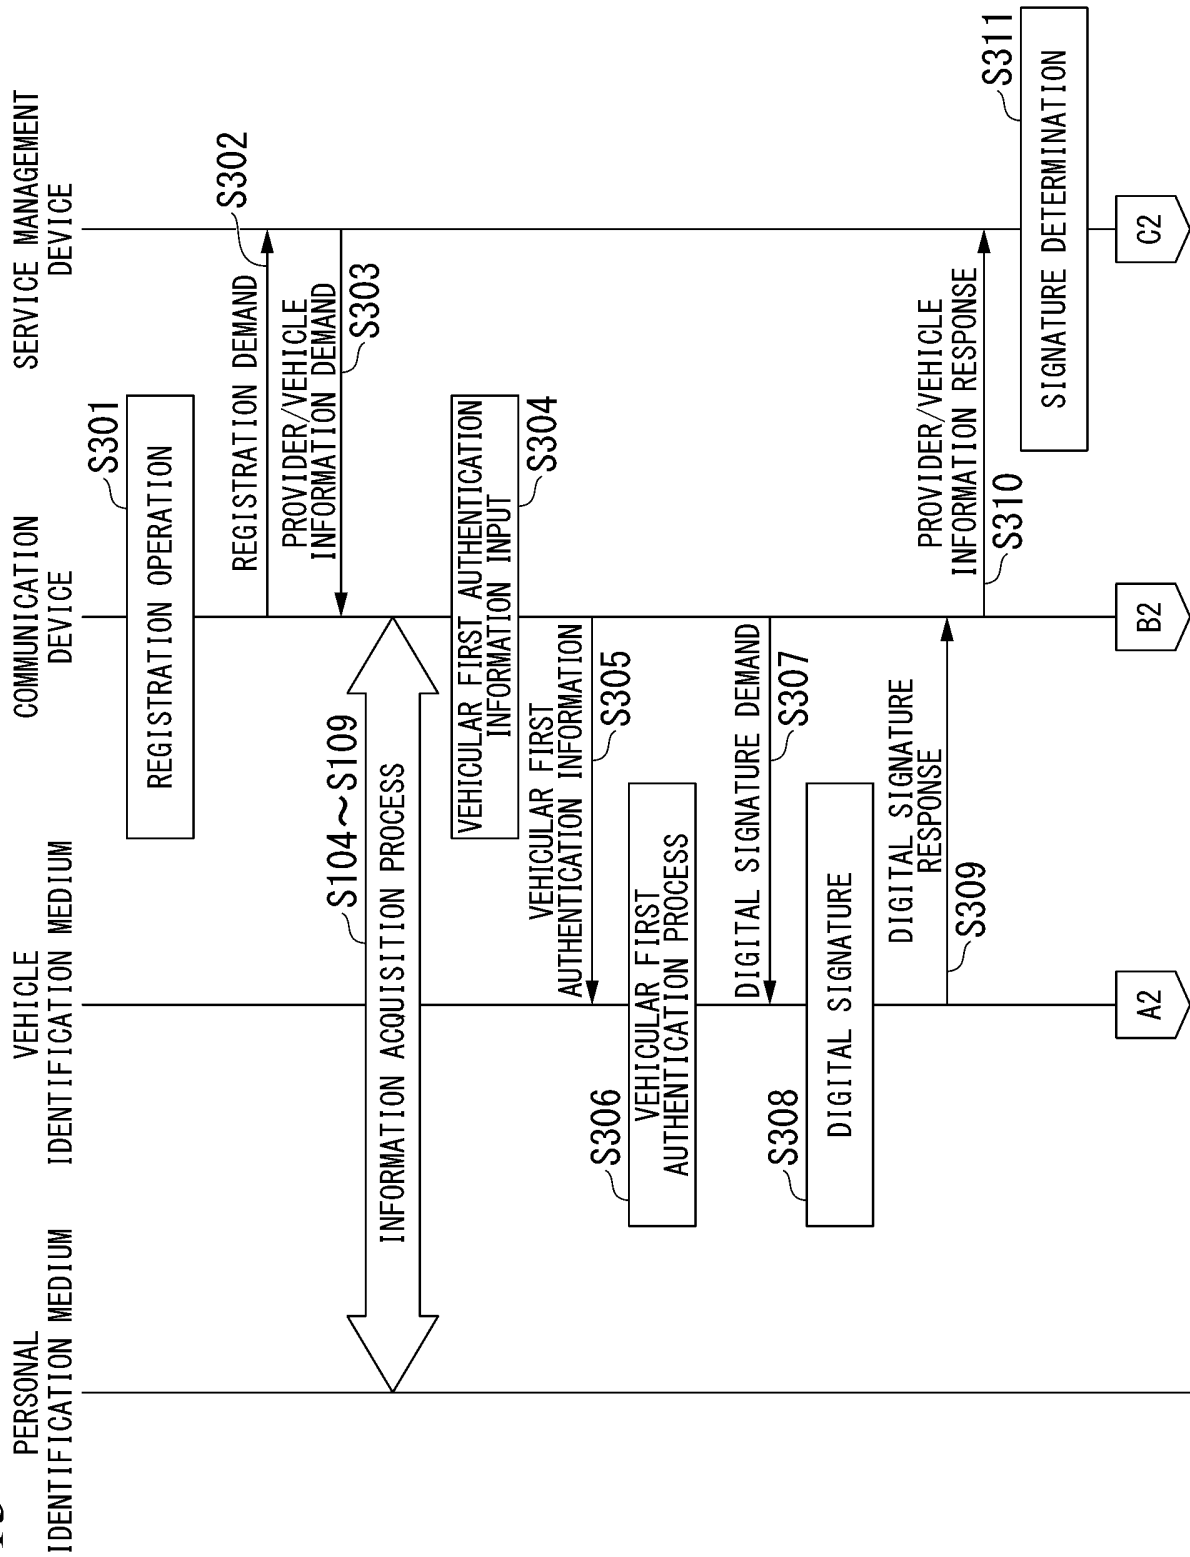 PERSONAL
IDENTIFICATION MEDIUM
VEHICLE
IDENTIFICATION MEDIUM
COMMUNICATION
DEVICE
SERVICE MANAGEMENT
DEVICE
S301
REGISTRATION OPERATION
S302
REGISTRATION DEMAND
PROVIDER/VEHICLE
INFORMATION DEMAND
S303
S104~S109
INFORMATION ACQUISITION PROCESS
VEHICULAR FIRST AUTHENTICATION
INFORMATION INPUT
S304
VEHICULAR FIRST
AUTHENTICATION INFORMATION
S305
S306
VEHICULAR FIRST
AUTHENTICATION PROCESS
DIGITAL SIGNATURE DEMAND
S307
S308
DIGITAL SIGNATURE
DIGITAL SIGNATURE
RESPONSE
S309
PROVIDER/VEHICLE
INFORMATION RESPONSE
S310
S311
SIGNATURE DETERMINATION
A2
B2
C2